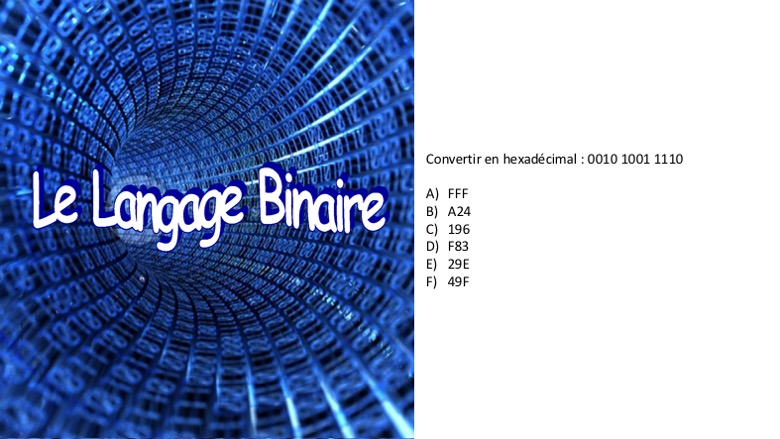 Le Langage Binaire
Convertir en hexadécimal : 0010 1001 1110
A) FFF
B) A24
C) 196
D) F83
E) 29E
F) 49F